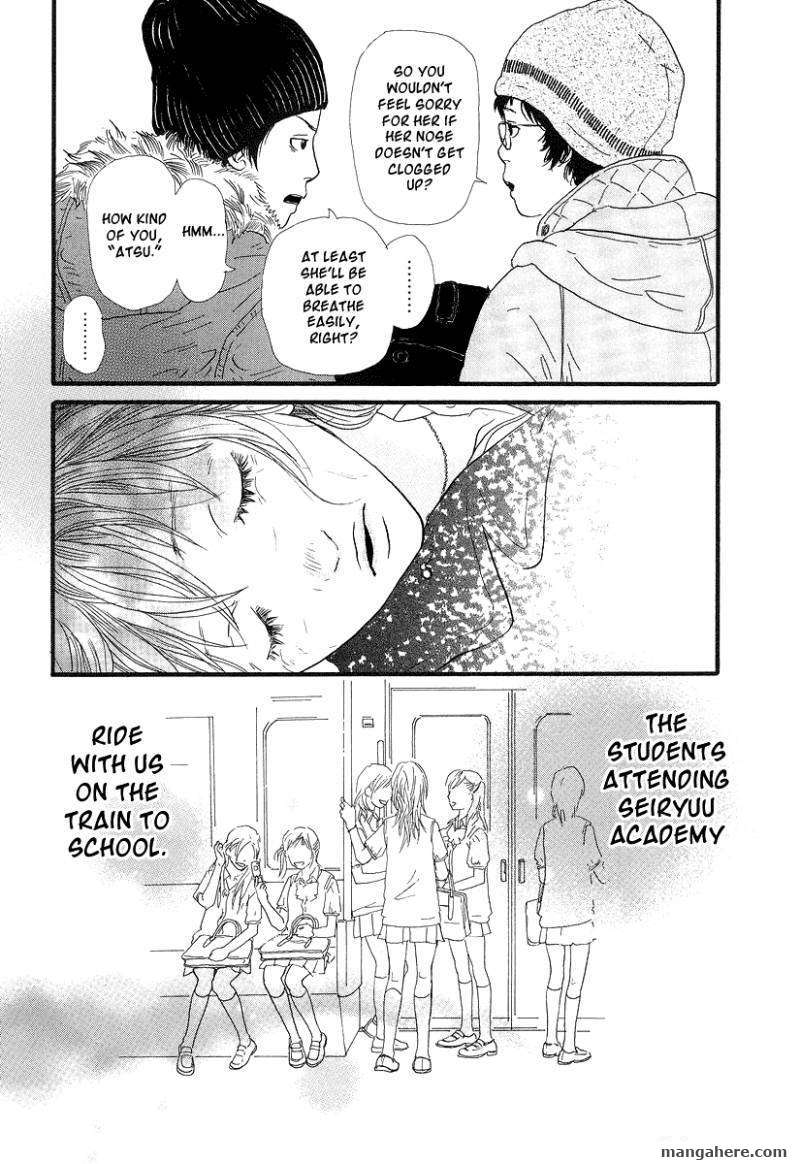 SO YOU
WOULDN'T
FEEL SORRY
FOR HER IF
HER NOSE
DOESN'T GET
CLOGGED
UP?
........
AT LEAST
SHE'LL BE
ABLE TO
BREATHE
EASILY,
RIGHT?
HMM...
HOW KIND
OF YOU,
"ATSU."
........
THE
STUDENTS
ATTENDING
SEIRYUU
ACADEMY
RIDE
WITH US
ON THE
TRAIN TO
SCHOOL.
mangahere.com